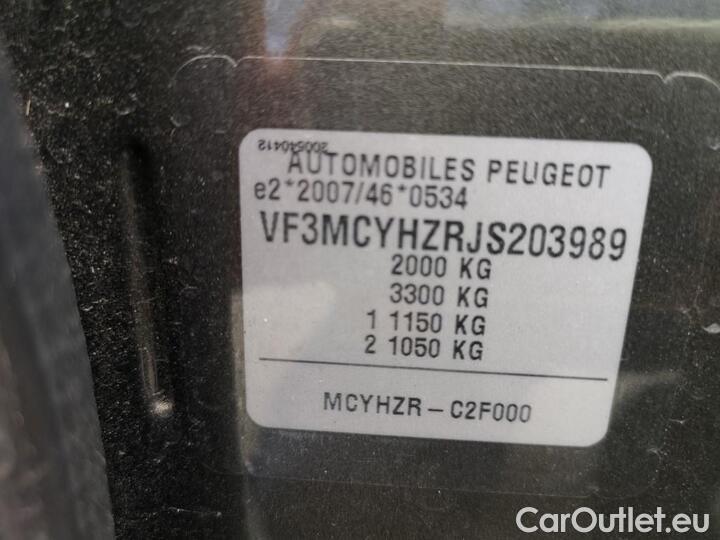 200540412
AUTOMOBILES PEUGEOT
e2*2007/46*0534
VF3MCYHZRJS203989
2000 KG
3300 KG
1 1150 KG
2 1050 KG
MCYHZR – C2F000
CarOutlet.eu